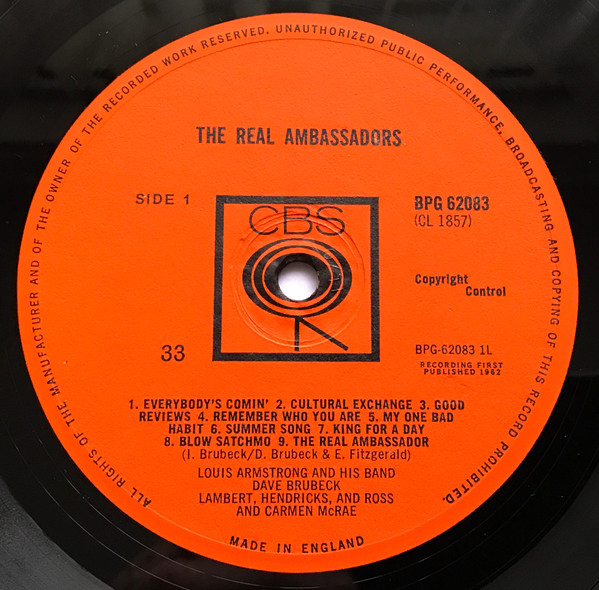 ALL RIGHTS OF THE MANUFACTURER AND OF THE OWNER OF THE RECORDED WORK RESERVED. UNAUTHORIZED PUBLIC PERFORMANCE, BROADCASTING AND COPYING OF THIS RECORD PROHIBITED.
THE REAL AMBASSADORS
SIDE 1
CBS
BPG 62083
(CL 1857)
Copyright
Control
33
BPG-62083 1L
RECORDING FIRST
PUBLISHED 1962
1. EVERYBODY'S COMIN' 2. CULTURAL EXCHANGE 3. GOOD
REVIEWS 4. REMEMBER WHO YOU ARE 5. MY ONE BAD
HABIT 6. SUMMER SONG 7. KING FOR A DAY
8. BLOW SATCHMO 9. THE REAL AMBASSADOR
(I. Brubeck/D. Brubeck & E. Fitzgerald)
LOUIS ARMSTRONG AND HIS BAND
DAVE BRUBECK
LAMBERT, HENDRICKS, AND ROSS
AND CARMEN McRAE
MADE IN ENGLAND